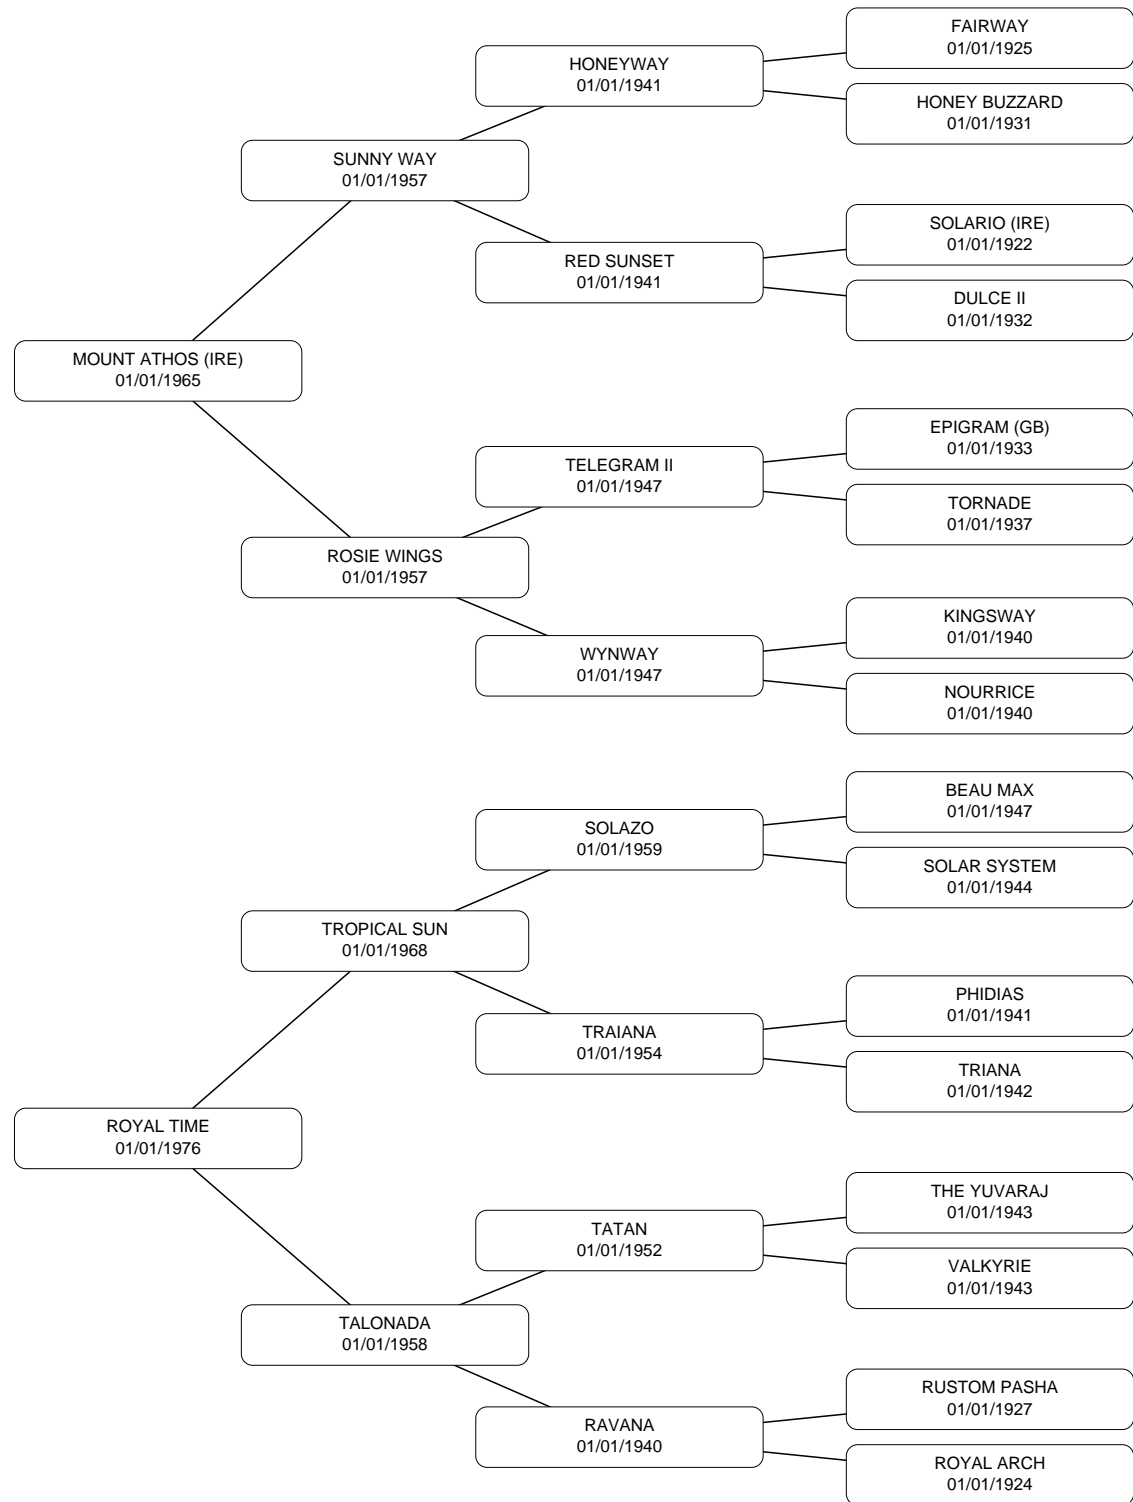 FAIRWAY
01/01/1925
HONEYWAY
01/01/1941
HONEY BUZZARD
01/01/1931
SUNNY WAY
01/01/1957
SOLARIO (IRE)
01/01/1922
RED SUNSET
01/01/1941
DULCE II
01/01/1932
MOUNT ATHOS (IRE)
01/01/1965
EPIGRAM (GB)
01/01/1933
TELEGRAM II
01/01/1947
TORNADE
01/01/1937
ROSIE WINGS
01/01/1957
KINGSWAY
01/01/1940
WYNWAY
01/01/1947
NOURRICE
01/01/1940
BEAU MAX
01/01/1947
SOLAZO
01/01/1959
SOLAR SYSTEM
01/01/1944
TROPICAL SUN
01/01/1968
PHIDIAS
01/01/1941
TRAIANA
01/01/1954
TRIANA
01/01/1942
ROYAL TIME
01/01/1976
THE YUVARAJ
01/01/1943
TATAN
01/01/1952
VALKYRIE
01/01/1943
TALONADA
01/01/1958
RUSTOM PASHA
01/01/1927
RAVANA
01/01/1940
ROYAL ARCH
01/01/1924